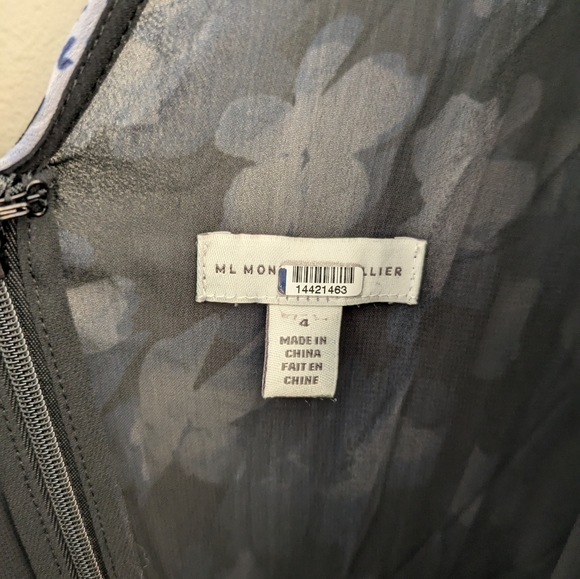 ML MON LLIER
14421463
4
MADE IN
CHINA
FAIT EN
CHINE